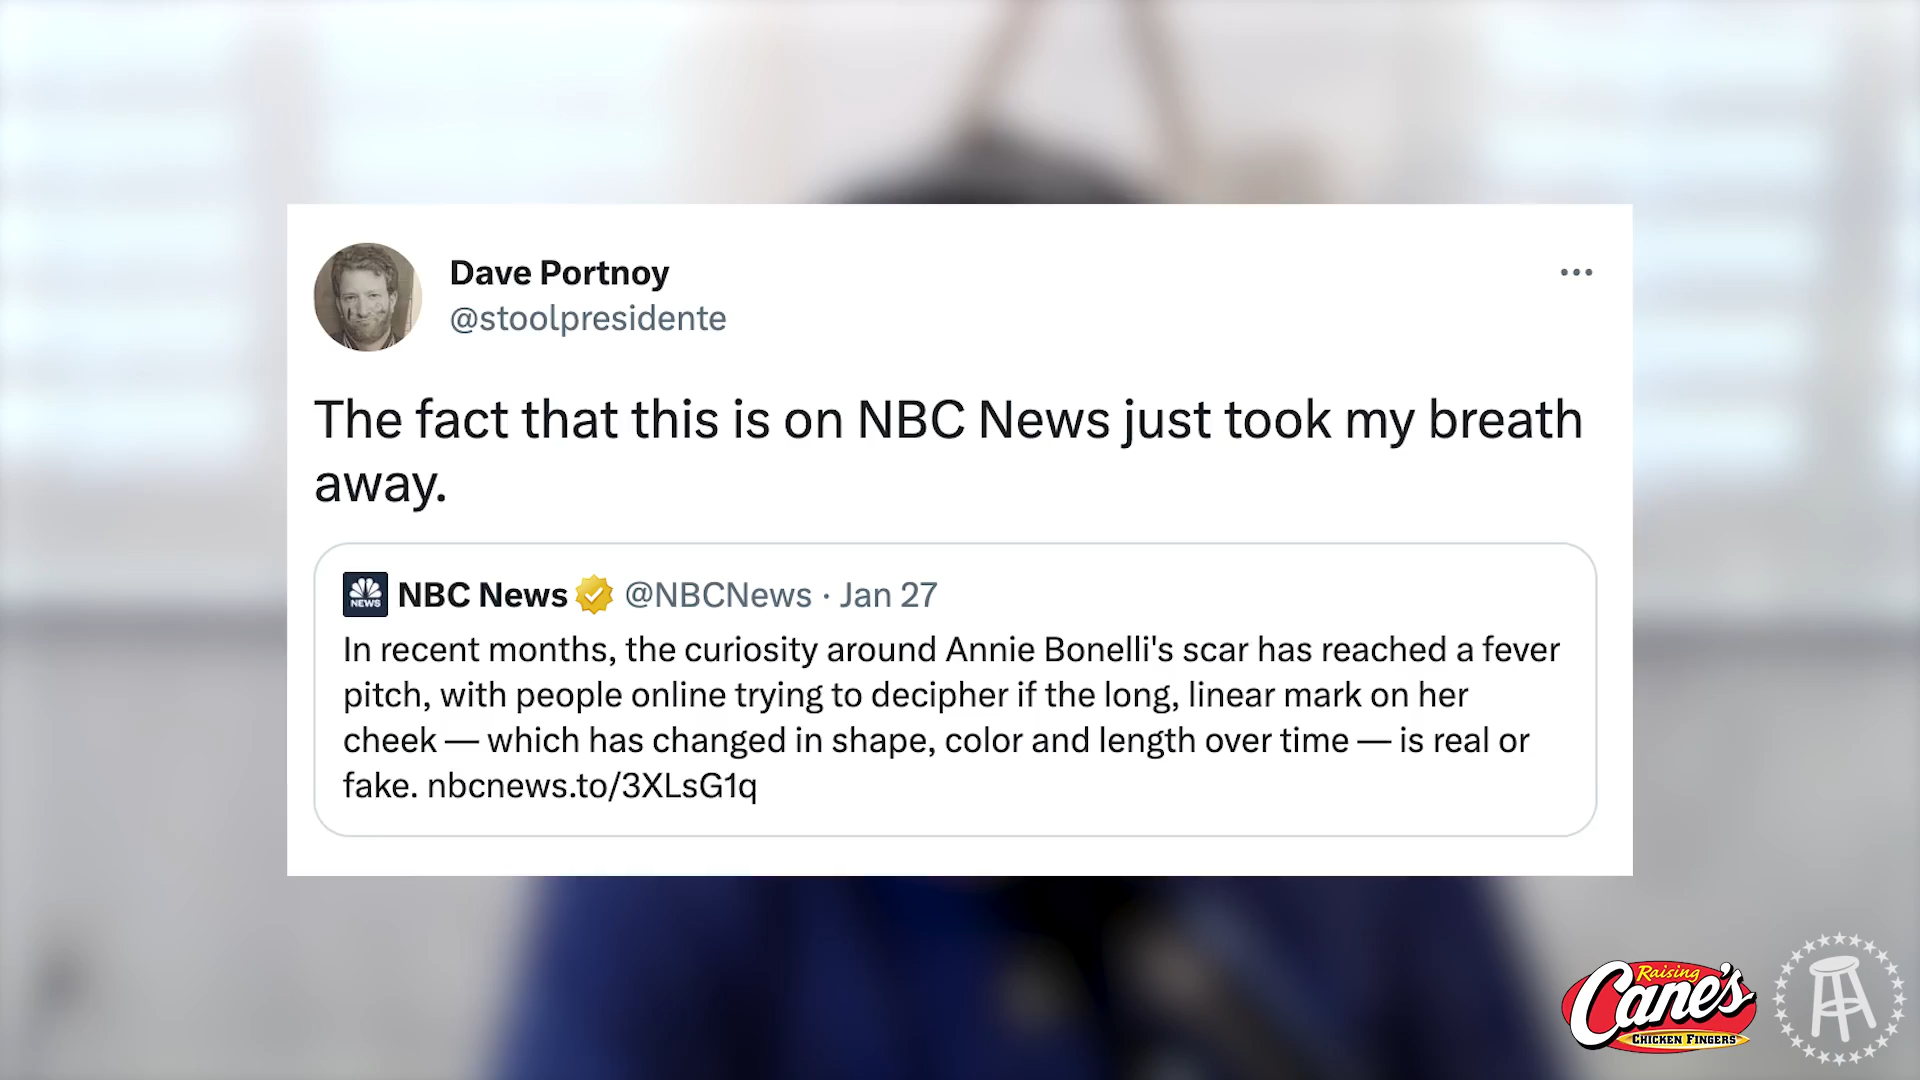 Dave Portnoy
@stoolpresidente
The fact that this is on NBC News just took my breath
away.
NEWS
NBC News @NBCNews · Jan 27
In recent months, the curiosity around Annie Bonelli's scar has reached a fever
pitch, with people online trying to decipher if the long, linear mark on her
cheek — which has changed in shape, color and length over time — is real or
fake. nbcnews.to/3XLsG1q
Raising
Cane's
CHICKEN FINGERS